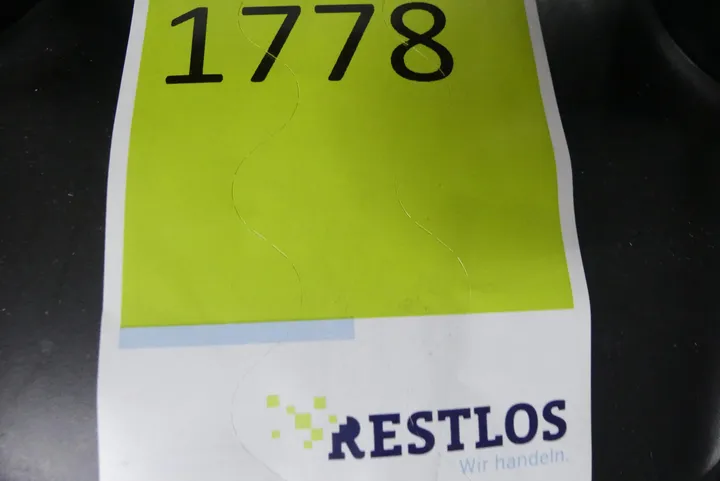 1778
RESTLOS
Wir handeln.